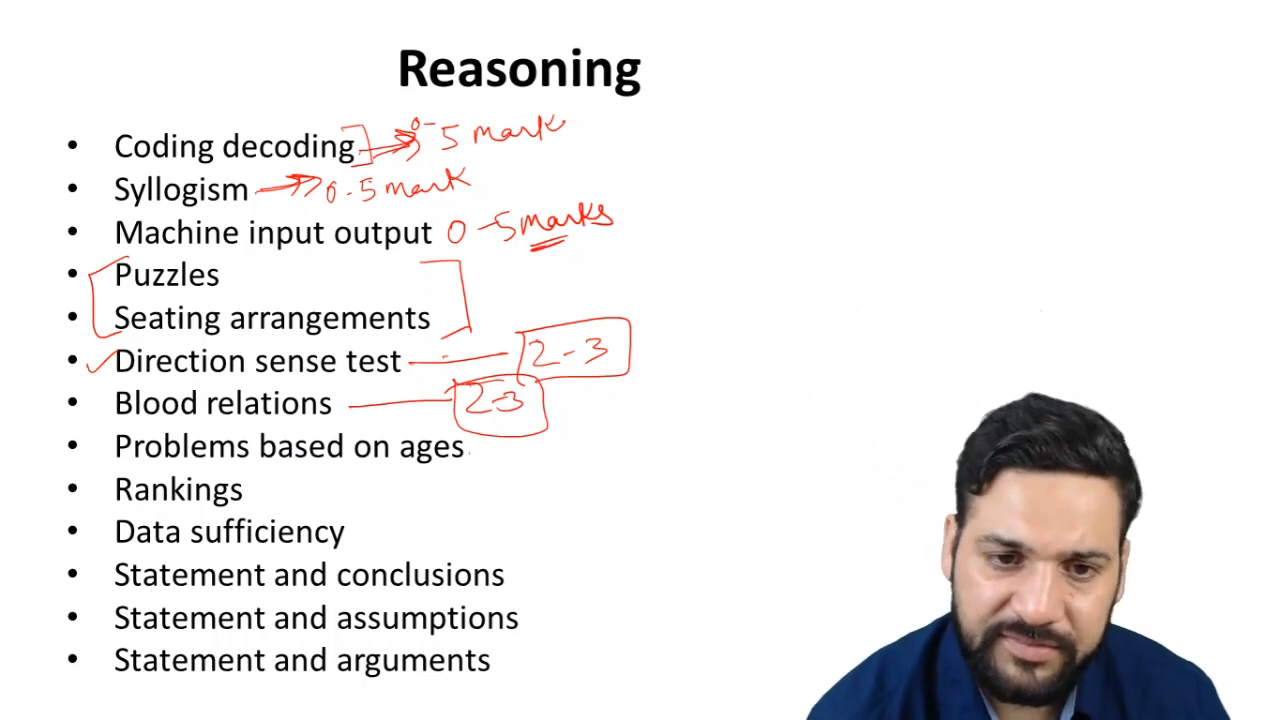 Reasoning
• Coding decoding 0-5 mark
• Syllogism 0-5 mark
• Machine input output 0-5 marks
• Puzzles
• Seating arrangements
• Direction sense test 2-3
• Blood relations 2-3
• Problems based on ages
• Rankings
• Data sufficiency
• Statement and conclusions
• Statement and assumptions
• Statement and arguments